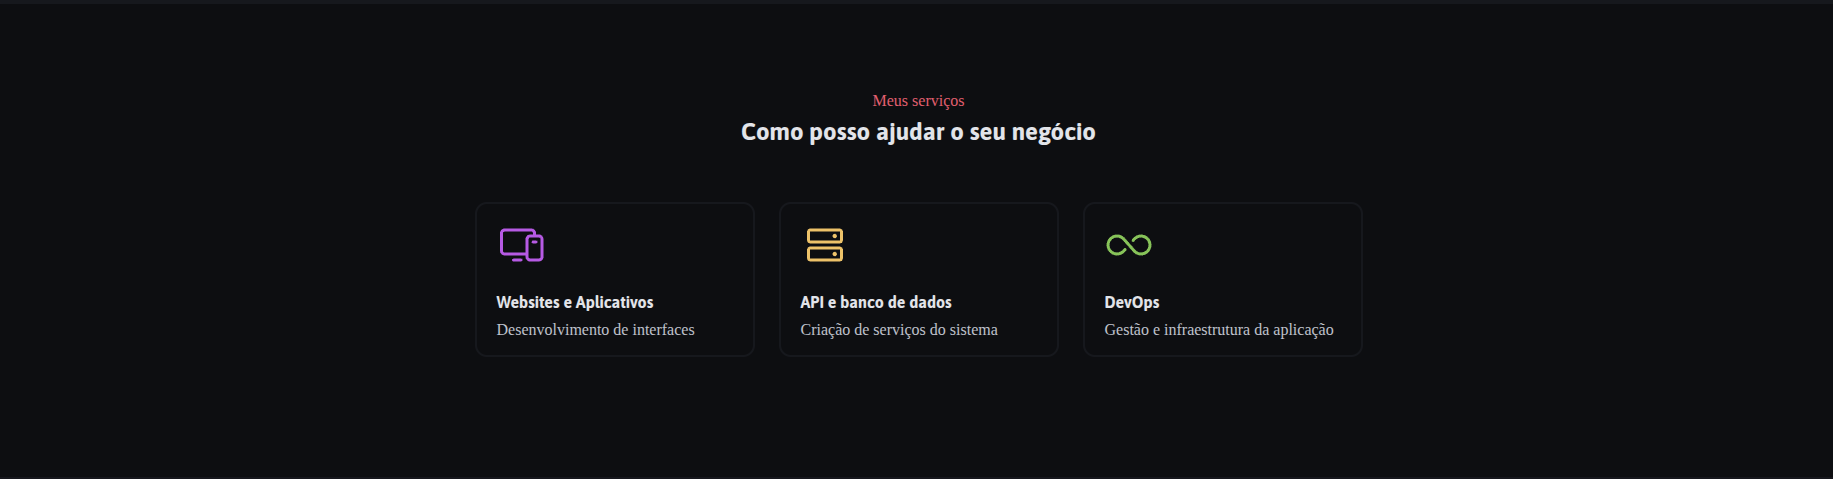 Meus serviços
Como posso ajudar o seu negócio
Websites e Aplicativos
Desenvolvimento de interfaces
API e banco de dados
Criação de serviços do sistema
DevOps
Gestão e infraestrutura da aplicação